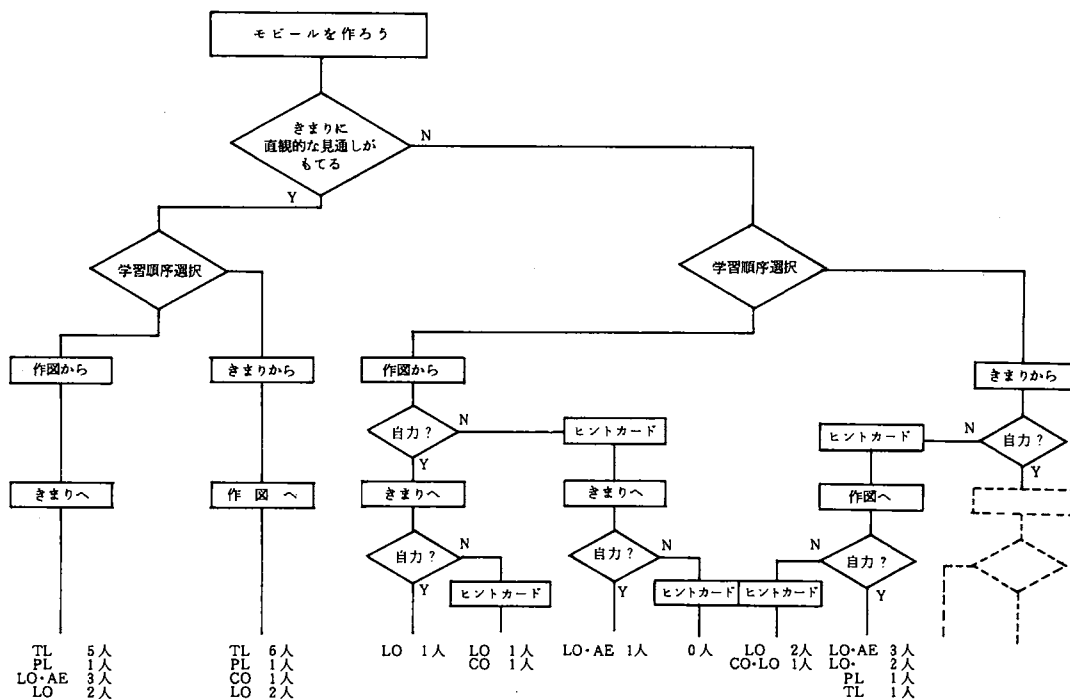 モビールを作ろう
きまりに
直観的な見通しが
もてる
N
Y
学習順序選択
学習順序選択
作図から
きまりから
作図から
きまりから
自力？
N
Y
ヒントカード
ヒントカード
N
自力？
Y
きまりへ
作図へ
きまりへ
きまりへ
作図へ
自力？
N
Y
自力？
N
Y
N
自力？
Y
ヒントカード
ヒントカード
ヒントカード
TL 5人
PL 1人
LO・AE 3人
LO 2人
TL 6人
PL 1人
CO 1人
LO 2人
LO 1人
LO 1人
CO 1人
LO・AE 1人
0人
LO 2人
CO・LO 1人
LO・AE 3人
LO・ 2人
PL 1人
TL 1人